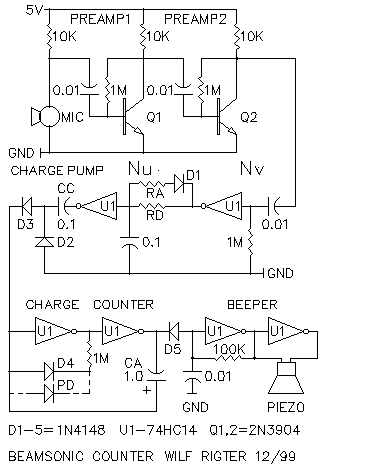 5V
PREAMP1 PREAMP2
10K 10K 10K
0.01 1M 0.01 1M
MIC Q1 Q2
GND
CHARGE PUMP Nu. Nv
D1
CC RA
U1 RD U1
D3 0.1 0.01
D2 0.1 1M
GND
CHARGE COUNTER BEEPER
U1 U1 U1 U1
D5
1M 100K
D4 CA
PD 1.0 0.01
+
GND PIEZO
D1-5=1N4148 U1-74HC14 Q1,2=2N3904
BEAMSONIC COUNTER WILF RIGTER 12/99